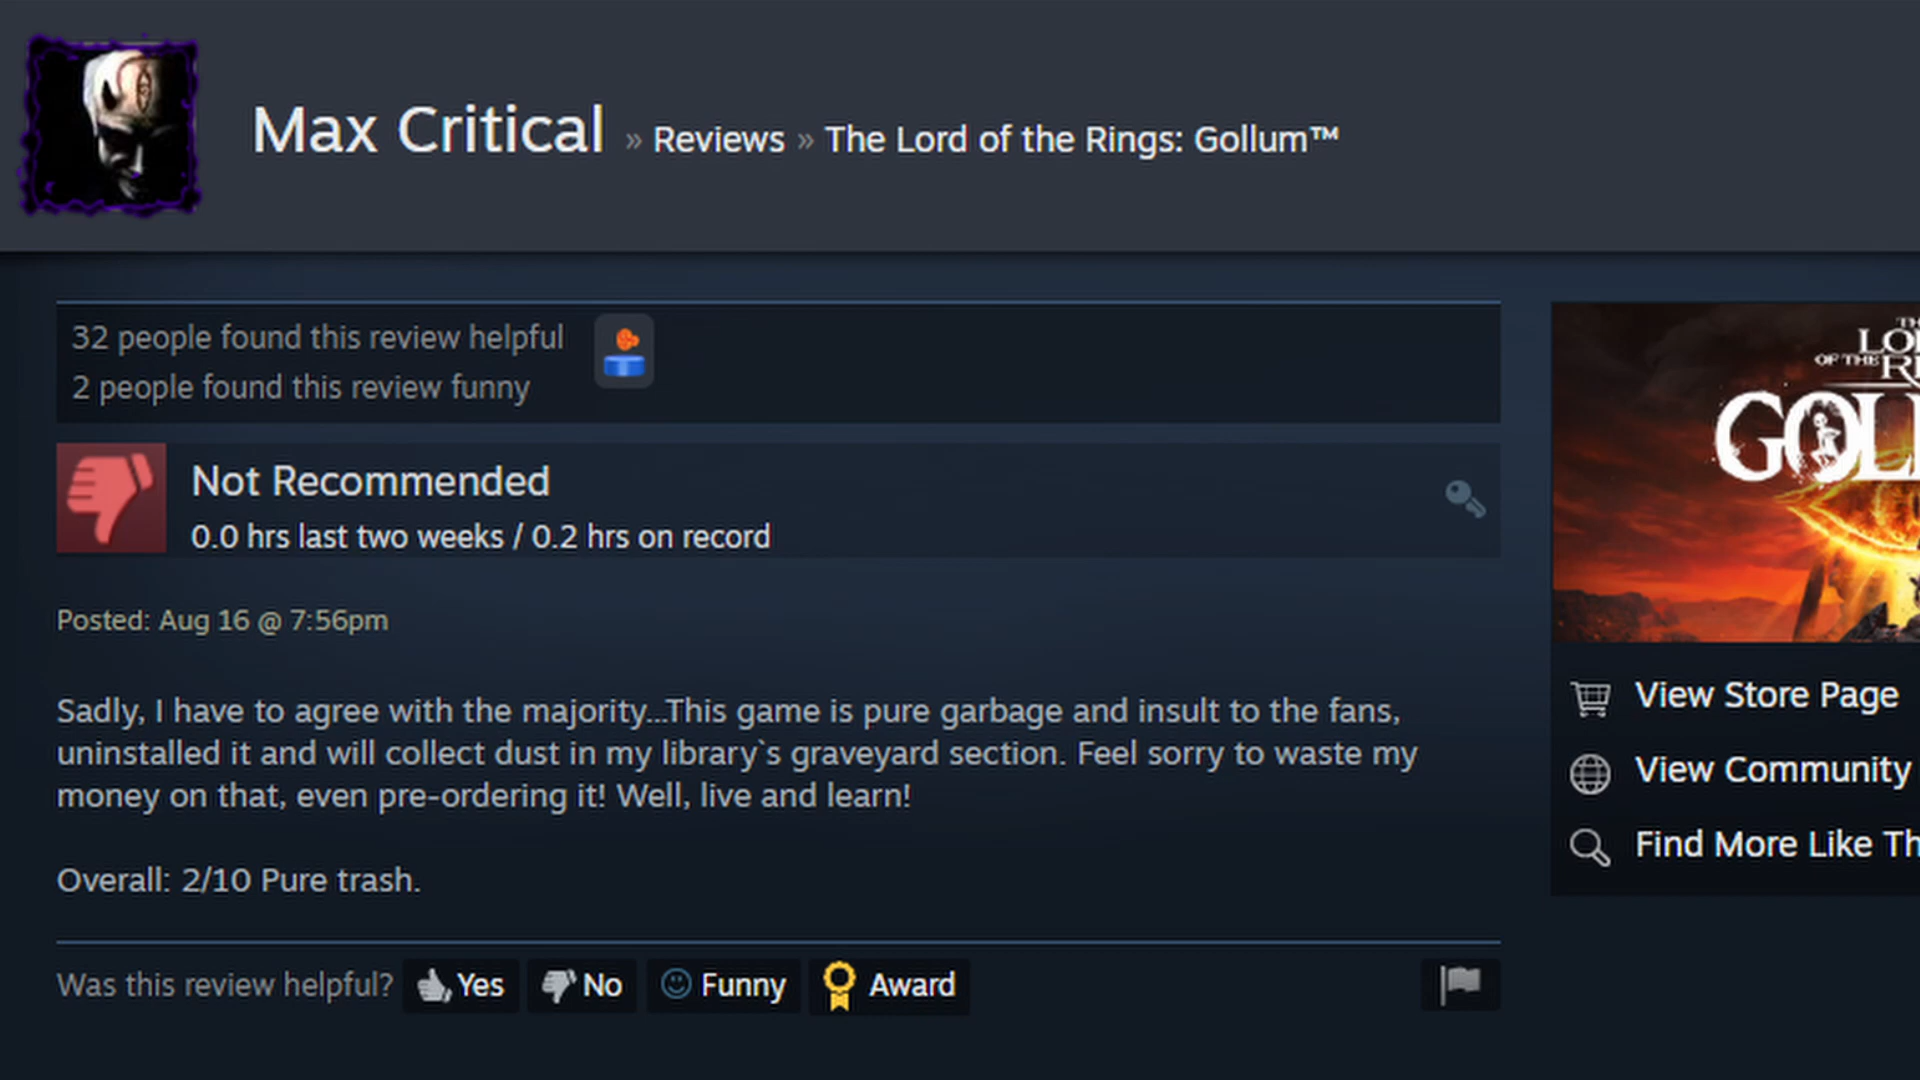 Max Critical » Reviews » The Lord of the Rings: Gollum™
32 people found this review helpful
2 people found this review funny
Not Recommended
0.0 hrs last two weeks / 0.2 hrs on record
Posted: Aug 16 @ 7:56pm
Sadly, I have to agree with the majority...This game is pure garbage and insult to the fans,
uninstalled it and will collect dust in my library`s graveyard section. Feel sorry to waste my
money on that, even pre-ordering it! Well, live and learn!
Overall: 2/10 Pure trash.
Was this review helpful? Yes No Funny Award
OF THE
GOL
View Store Page
View Community
Find More Like Th